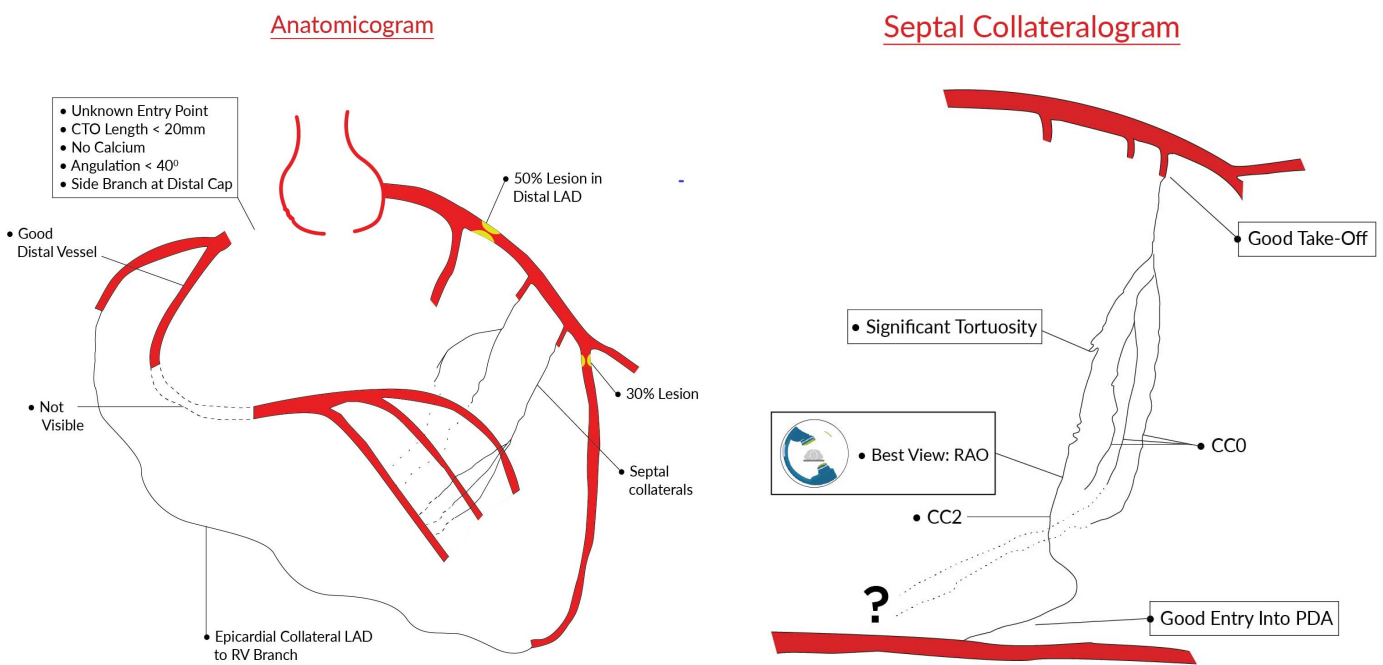 Anatomicogram
• Unknown Entry Point
• CTO Length < 20mm
• No Calcium
• Angulation < 40⁰
• Side Branch at Distal Cap
• 50% Lesion in
Distal LAD
• Good
Distal Vessel
• 30% Lesion
• Not
Visible
• Septal
collaterals
• Epicardial Collateral LAD
to RV Branch
Septal Collateralogram
• Good Take-Off
• Significant Tortuosity
• Best View: RAO
• CC0
• CC2
?
• Good Entry Into PDA